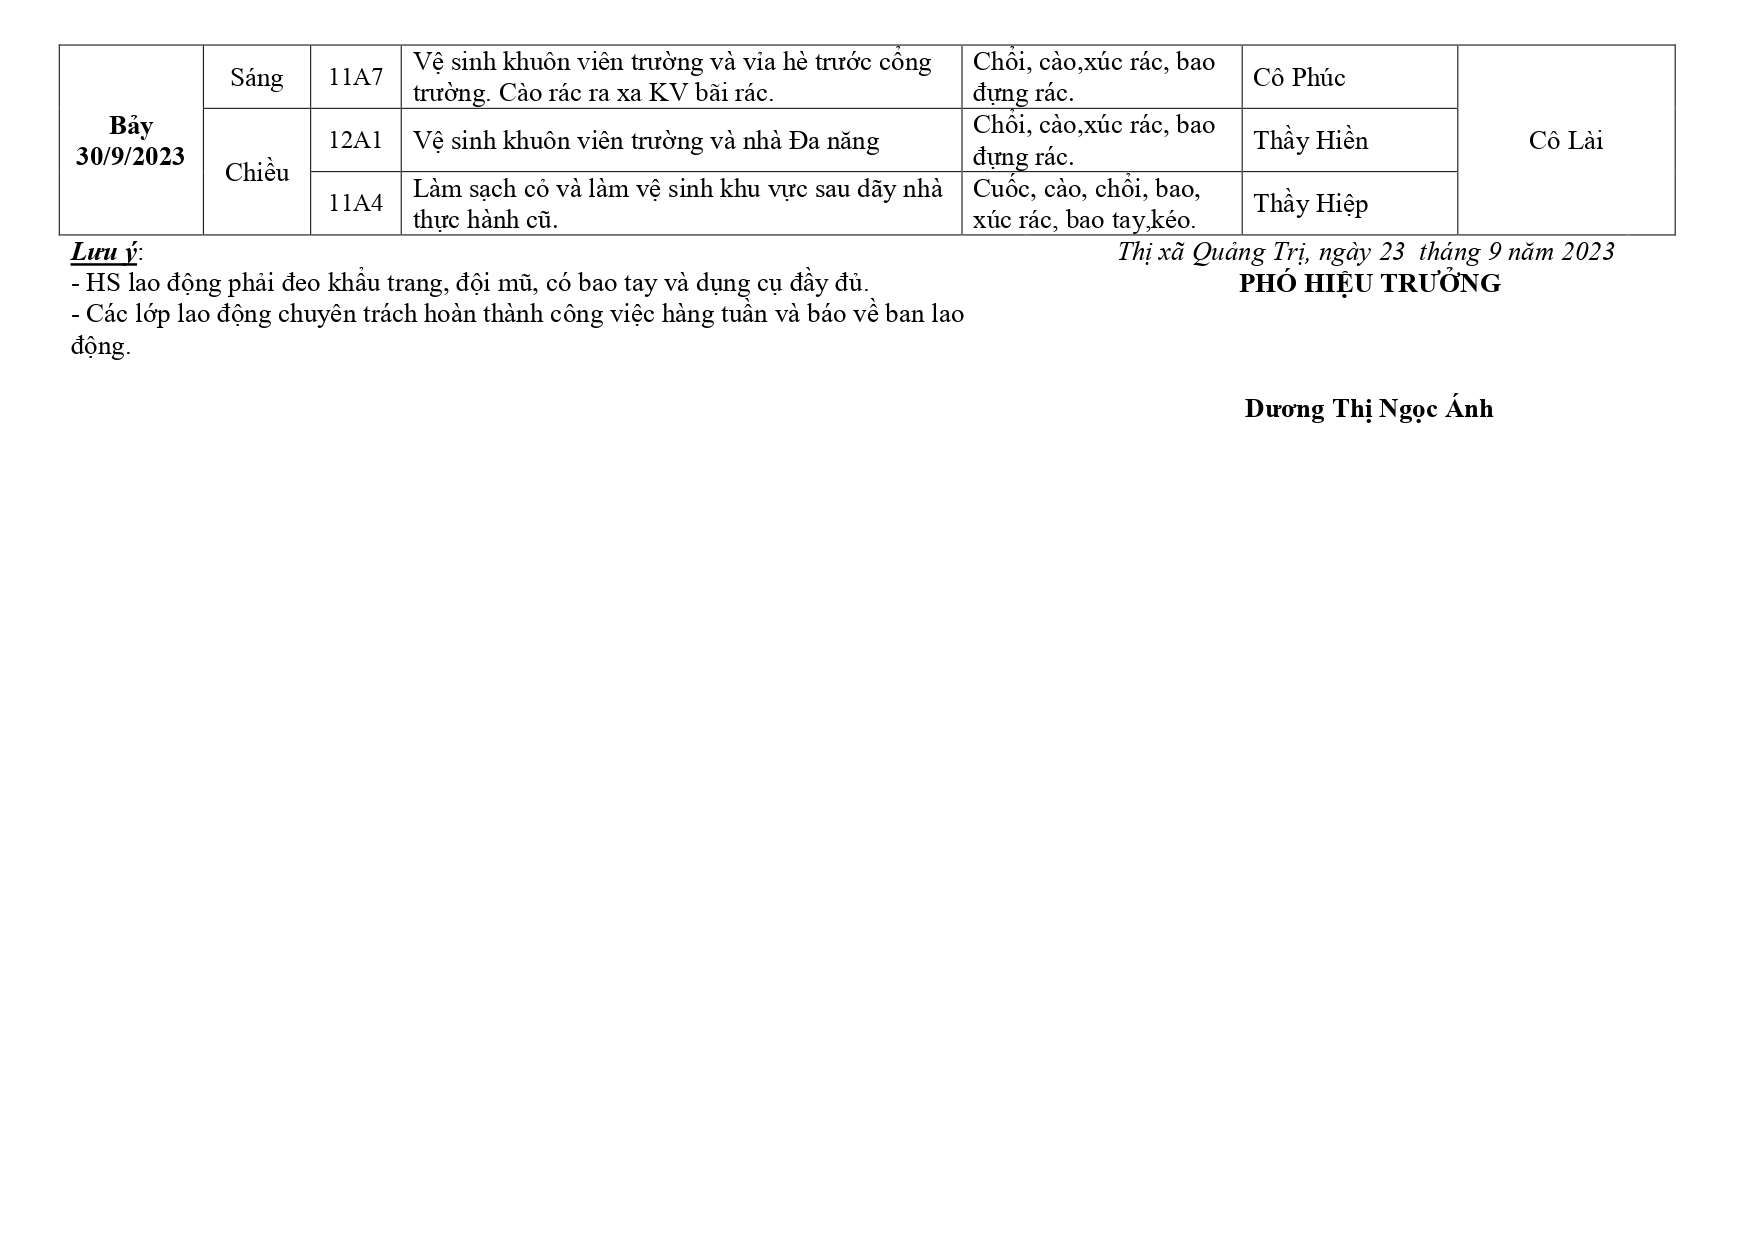 Bảy
30/9/2023
Sáng
11A7
Vệ sinh khuôn viên trường và vỉa hè trước cổng
trường. Cào rác ra xa KV bãi rác.
Chổi, cào,xúc rác, bao
đựng rác.
Cô Phúc
Cô Lài
Chiều
12A1
Vệ sinh khuôn viên trường và nhà Đa năng
Chổi, cào,xúc rác, bao
đựng rác.
Thầy Hiền
11A4
Làm sạch cỏ và làm vệ sinh khu vực sau dãy nhà
thực hành cũ.
Cuốc, cào, chổi, bao,
xúc rác, bao tay,kéo.
Thầy Hiệp
Lưu ý:
- HS lao động phải đeo khẩu trang, đội mũ, có bao tay và dụng cụ đầy đủ.
- Các lớp lao động chuyên trách hoàn thành công việc hàng tuần và báo về ban lao
động.
Thị xã Quảng Trị, ngày 23  tháng 9 năm 2023
PHÓ HIỆU TRƯỞNG
Dương Thị Ngọc Ánh